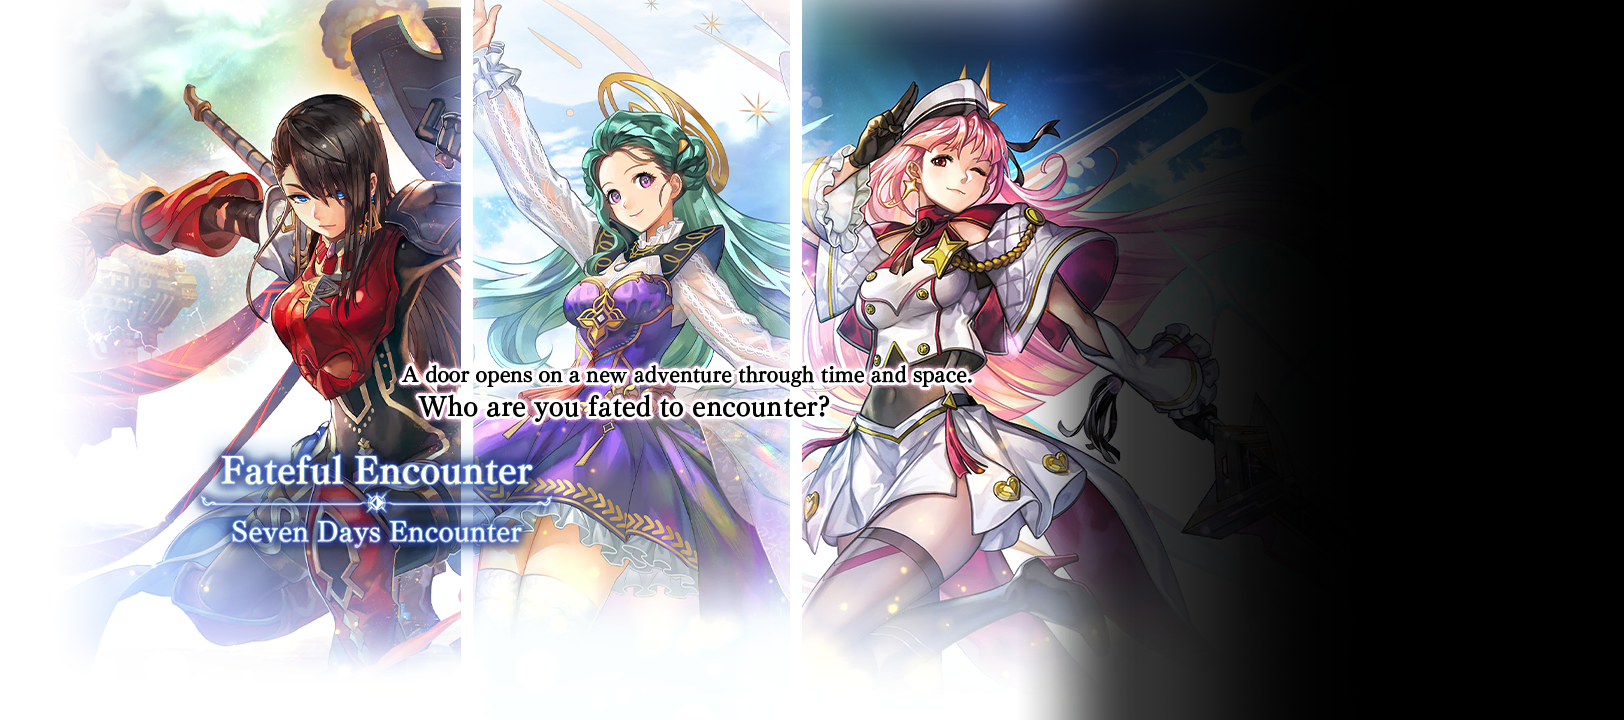 A door opens on a new adventure through time and space.
Who are you fated to encounter?
Fateful Encounter
Seven Days Encounter